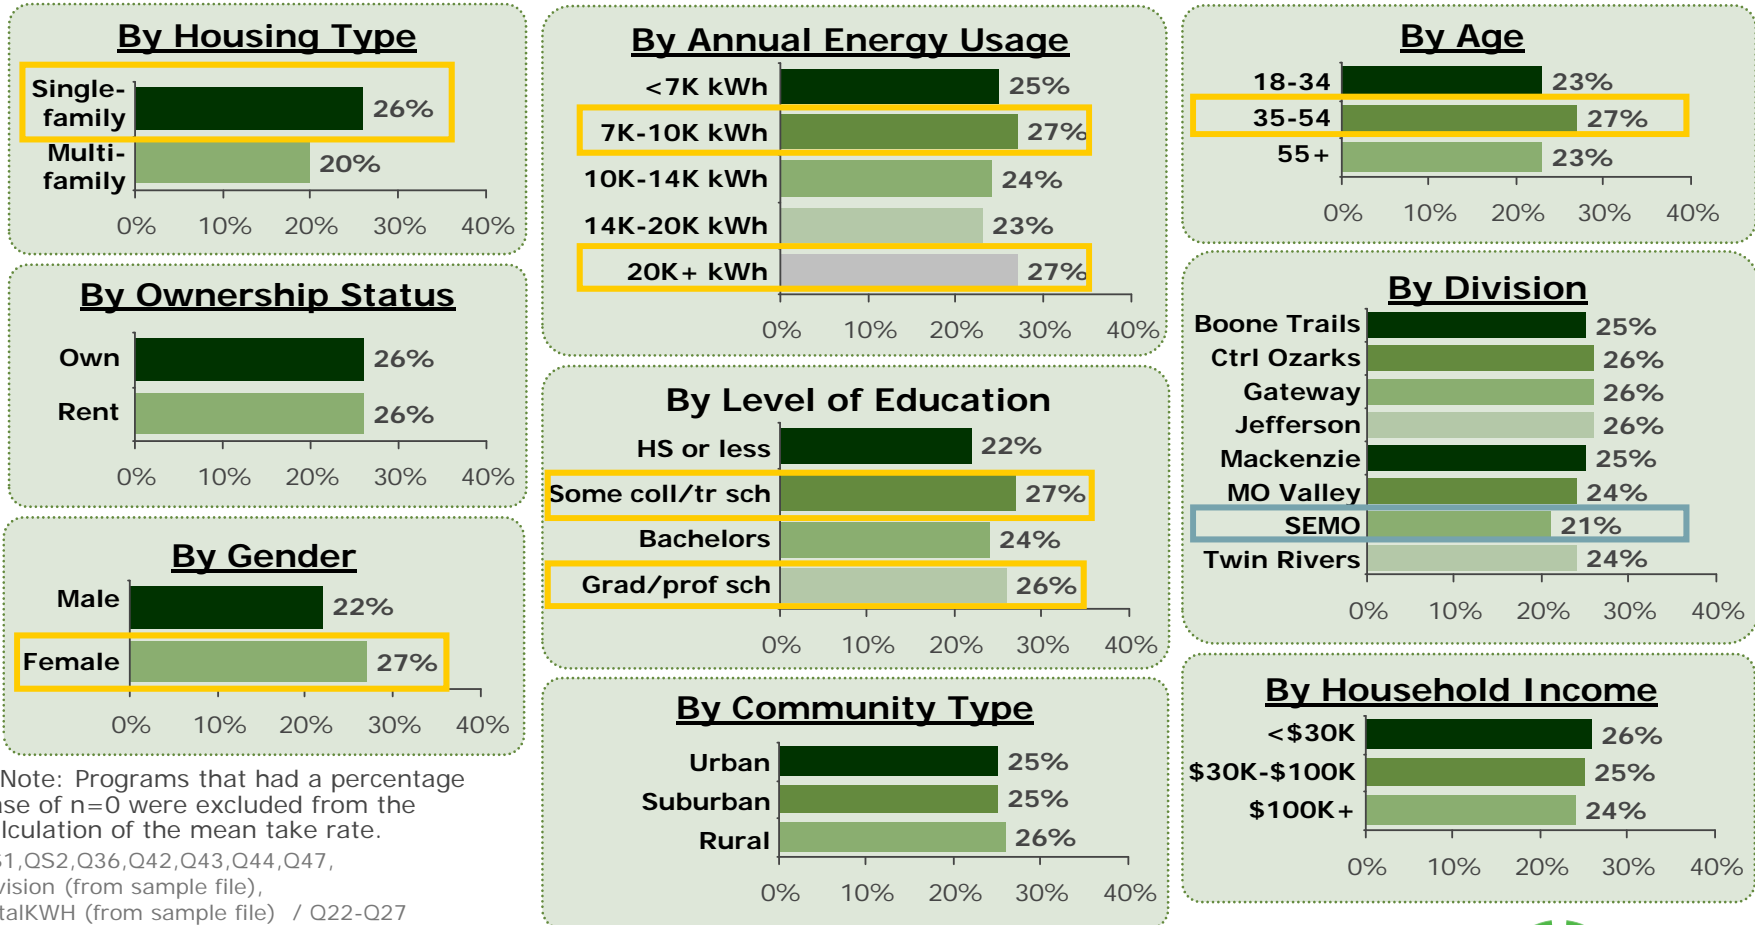 By Housing Type
Single-
family
26%
Multi-
family
20%
0% 10% 20% 30% 40%
By Ownership Status
Own
26%
Rent
26%
0% 10% 20% 30% 40%
By Gender
Male
22%
Female
27%
0% 10% 20% 30% 40%
Note: Programs that had a percentage
of n=0 were excluded from the
of the mean take rate.
QS2,Q36,Q42,Q43,Q44,Q47,
(from sample file),
(from sample file) / Q22-Q27
By Annual Energy Usage
<7K kWh
25%
7K-10K kWh
27%
10K-14K kWh
24%
14K-20K kWh
23%
20K+ kWh
27%
0% 10% 20% 30% 40%
By Level of Education
HS or less
22%
Some coll/tr sch
27%
Bachelors
24%
Grad/prof sch
26%
0% 10% 20% 30% 40%
By Community Type
Urban
25%
Suburban
25%
Rural
26%
0% 10% 20% 30% 40%
By Age
18-34
23%
35-54
27%
55+
23%
0% 10% 20% 30% 40%
By Division
Boone Trails
25%
Ctrl Ozarks
26%
Gateway
26%
Jefferson
26%
Mackenzie
25%
MO Valley
24%
SEMO
21%
Twin Rivers
24%
0% 10% 20% 30% 40%
By Household Income
<$30K
26%
$30K-$100K
25%
$100K+
24%
0% 10% 20% 30% 40%